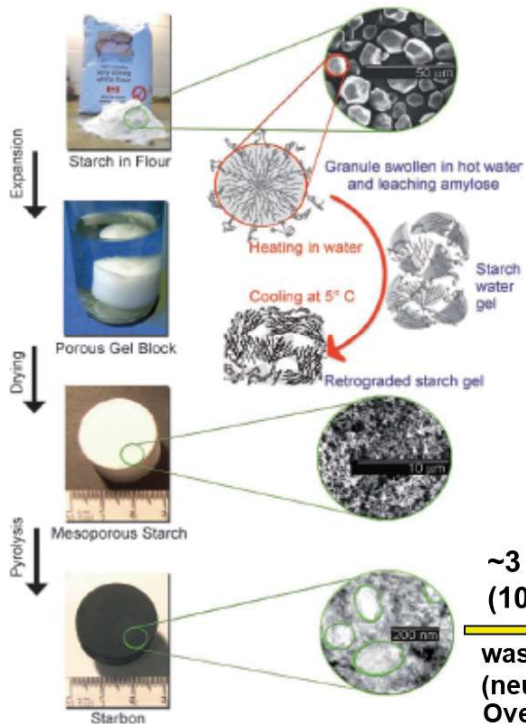 Expansion
Starch in Flour
50 µm
Granule swollen in hot water
and leaching amylose
Heating in water
Starch
water
gel
Cooling at 5° C
Porous Gel Block
Retrograded starch gel
Drying
10 µm
Mesoporous Starch
Pyrolysis
200 nm
Starbon
~3
(10
was
(neu
Ove